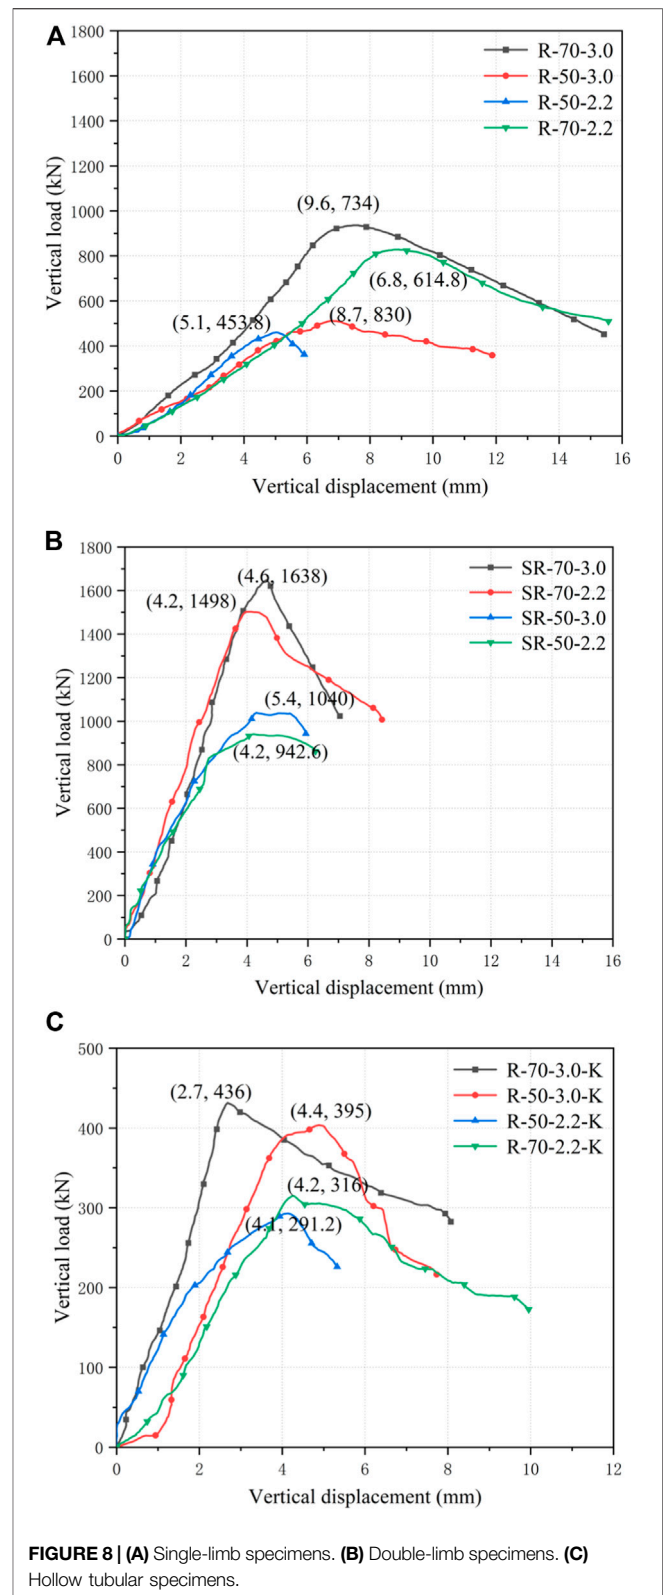 A
1800
1600
1400
1200
1000
800
600
400
200
0
Vertical load (kN)
R-70-3.0
R-50-3.0
R-50-2.2
R-70-2.2
(9.6, 734)
(6.8, 614.8)
(5.1, 453.8)
(8.7, 830)
0 2 4 6 8 10 12 14 16
Vertical displacement (mm)
B
1800
1600
1400
1200
1000
800
600
400
200
0
Vertical load (kN)
SR-70-3.0
SR-70-2.2
SR-50-3.0
SR-50-2.2
(4.6, 1638)
(4.2, 1498)
(5.4, 1040)
(4.2, 942.6)
0 2 4 6 8 10 12 14 16
Vertical displacement (mm)
C
500
400
300
200
100
0
Vertical load (kN)
R-70-3.0-K
R-50-3.0-K
R-50-2.2-K
R-70-2.2-K
(2.7, 436)
(4.4, 395)
(4.2, 316)
(4.1, 291.2)
0 2 4 6 8 10 12
Vertical displacement (mm)
FIGURE 8 | (A) Single-limb specimens. (B) Double-limb specimens. (C)
Hollow tubular specimens.